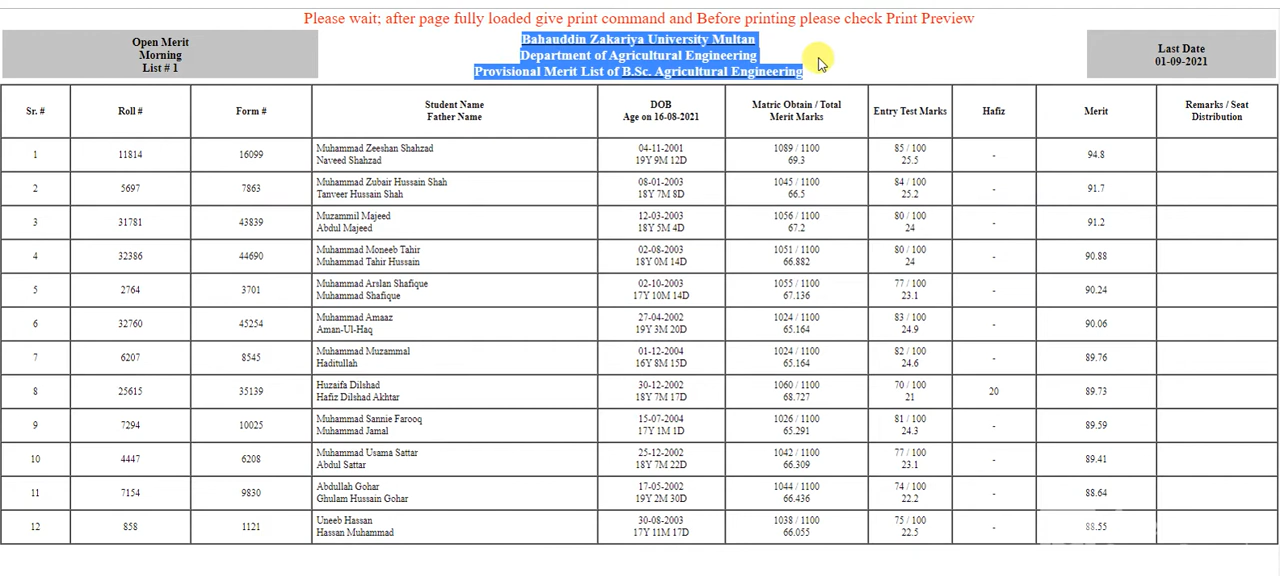 Please wait; after page fully loaded give print command and Before printing please check Print Preview
Open Merit
Morning
List # 1
Bahauddin Zakariya University Multan
Department of Agricultural Engineering
Provisional Merit List of B.Sc. Agricultural Engineering
Last Date
01-09-2021
Sr. # Roll # Form # Student Name Father Name DOB Age on 16-08-2021 Matric Obtain / Total Merit Marks Entry Test Marks Hafiz Merit Remarks / Seat Distribution
1 11814 16099 Muhammad Zeeshan Shahzad 04-11-2001 1089 / 1100 85 / 100 - 94.8
Naveed Shahzad 19Y 9M 12D 69.3 25.5
2 5697 7863 Muhammad Zubair Hussain Shah 08-01-2003 1045 / 1100 84 / 100 - 91.7
Tanveer Hussain Shah 18Y 7M 8D 66.5 25.2
3 31781 43839 Muzammil Majeed 12-03-2003 1056 / 1100 80 / 100 - 91.2
Abdul Majeed 18Y 5M 4D 67.2 24
4 32386 44690 Muhammad Moneeb Tahir 02-08-2003 1051 / 1100 80 / 100 - 90.88
Muhammad Tahir Hussain 18Y 0M 14D 66.882 24
5 2764 3701 Muhammad Arslan Shafique 02-10-2003 1055 / 1100 77 / 100 - 90.24
Muhammad Shafique 17Y 10M 14D 67.136 23.1
6 32760 45254 Muhammad Amaaz 27-04-2002 1024 / 1100 83 / 100 - 90.06
Aman-Ul-Haq 19Y 3M 20D 65.164 24.9
7 6207 8545 Muhammad Muzammal 01-12-2004 1024 / 1100 82 / 100 - 89.76
Haditullah 16Y 8M 15D 65.164 24.6
8 25615 35139 Huzaifa Dilshad 30-12-2002 1060 / 1100 70 / 100 20 89.73
Hafiz Dilshad Akhtar 18Y 7M 17D 68.727 21
9 7294 10025 Muhammad Sannie Farooq 15-07-2004 1026 / 1100 81 / 100 - 89.59
Muhammad Jamal 17Y 1M 1D 65.291 24.3
10 4447 6208 Muhammad Usama Sattar 25-12-2002 1042 / 1100 77 / 100 - 89.41
Abdul Sattar 18Y 7M 22D 66.309 23.1
11 7154 9830 Abdullah Gohar 17-05-2002 1044 / 1100 74 / 100 - 88.64
Ghulam Hussain Gohar 19Y 2M 30D 66.436 22.2
12 858 1121 Uneeb Hassan 30-08-2003 1038 / 1100 75 / 100 - 88.55
Hassan Muhammad 17Y 11M 17D 66.055 22.5